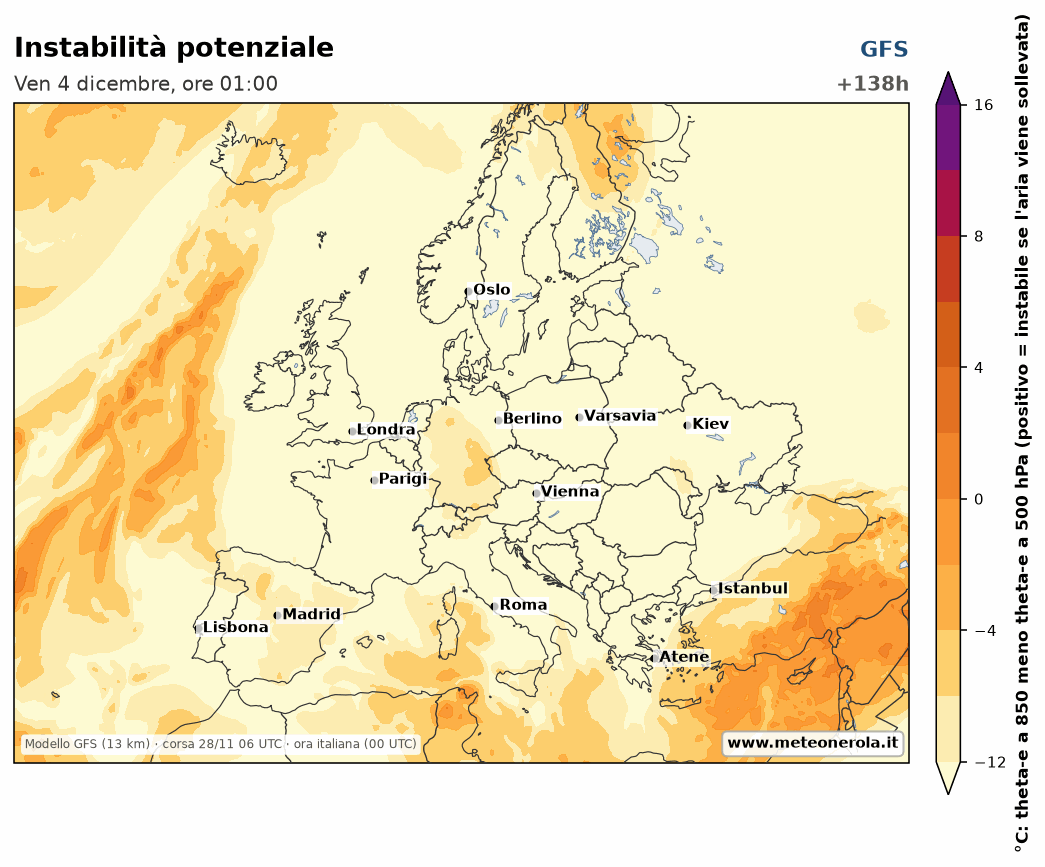 Instabilità potenziale
GFS
Ven 4 dicembre, ore 01:00
+138h
16
8
4
0
−4
−12
°C: theta-e a 850 meno theta-e a 500 hPa (positivo = instabile se l'aria viene sollevata)
Oslo
Berlino
Varsavia
Kiev
Londra
Parigi
Vienna
Istanbul
Roma
Madrid
Lisbona
Atene
Modello GFS (13 km) · corsa 28/11 06 UTC · ora italiana (00 UTC)
www.meteonerola.it